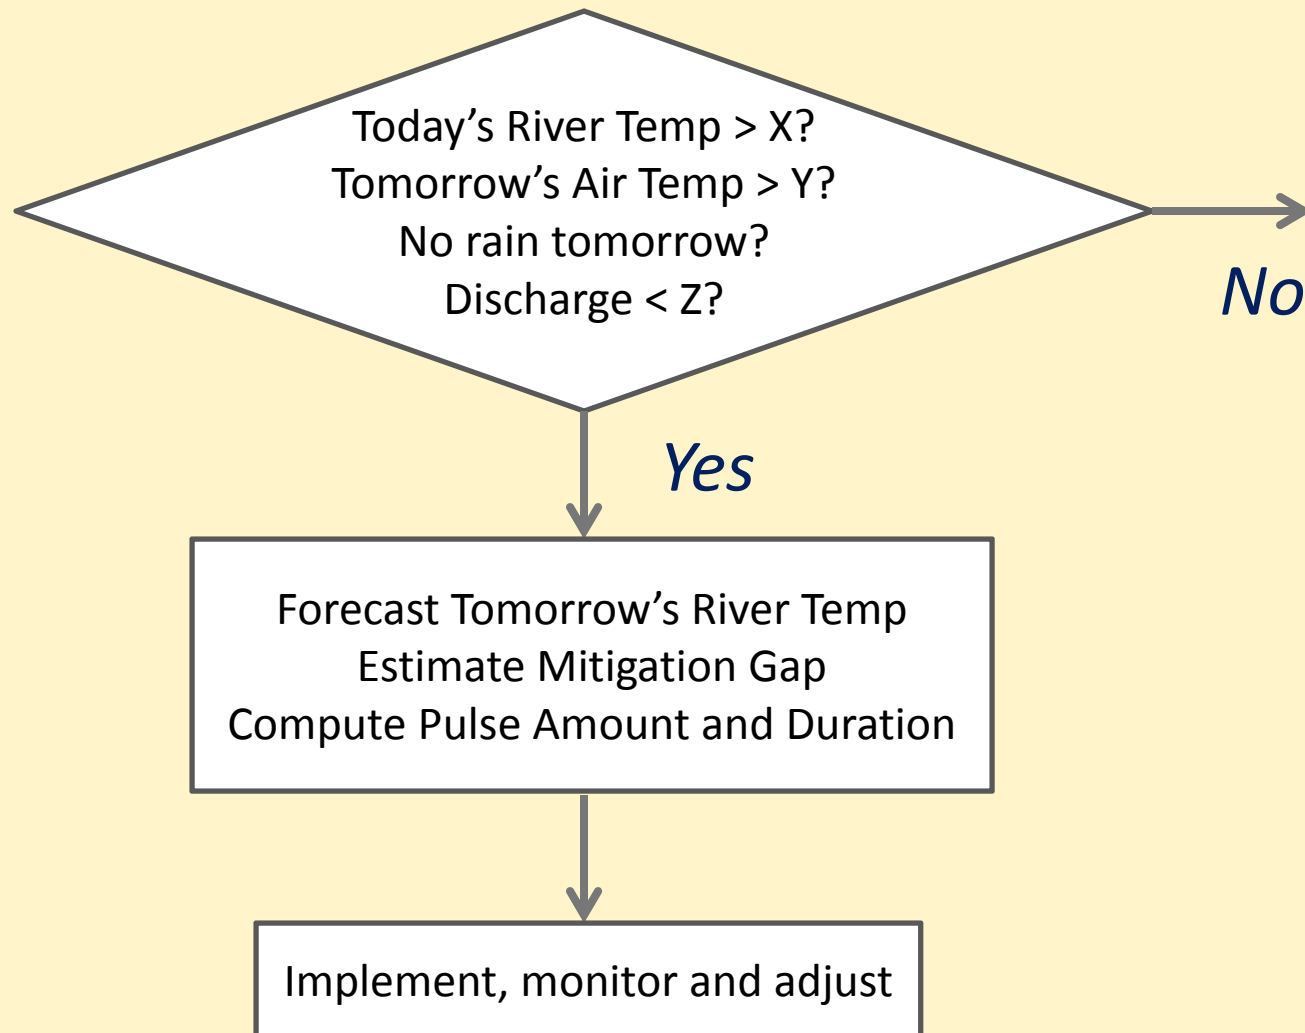 Today’s River Temp > X?
Tomorrow’s Air Temp > Y?
No rain tomorrow?
Discharge < Z?
No
Yes
Forecast Tomorrow’s River Temp
Estimate Mitigation Gap
Compute Pulse Amount and Duration
Implement, monitor and adjust